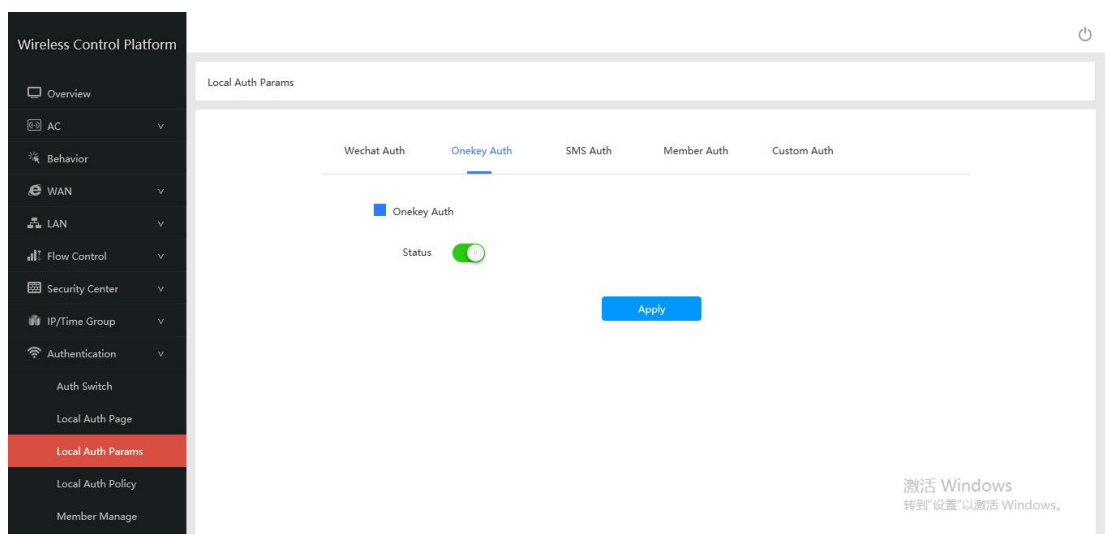 Wireless Control Platform
Overview
AC
Behavior
WAN
LAN
Flow Control
Security Center
IP/Time Group
Authentication
Auth Switch
Local Auth Page
Local Auth Params
Local Auth Policy
Member Manage
Local Auth Params
Wechat Auth Onekey Auth SMS Auth Member Auth Custom Auth
Onekey Auth
Status
Apply
激活 Windows
转到"设置"以激活 Windows。